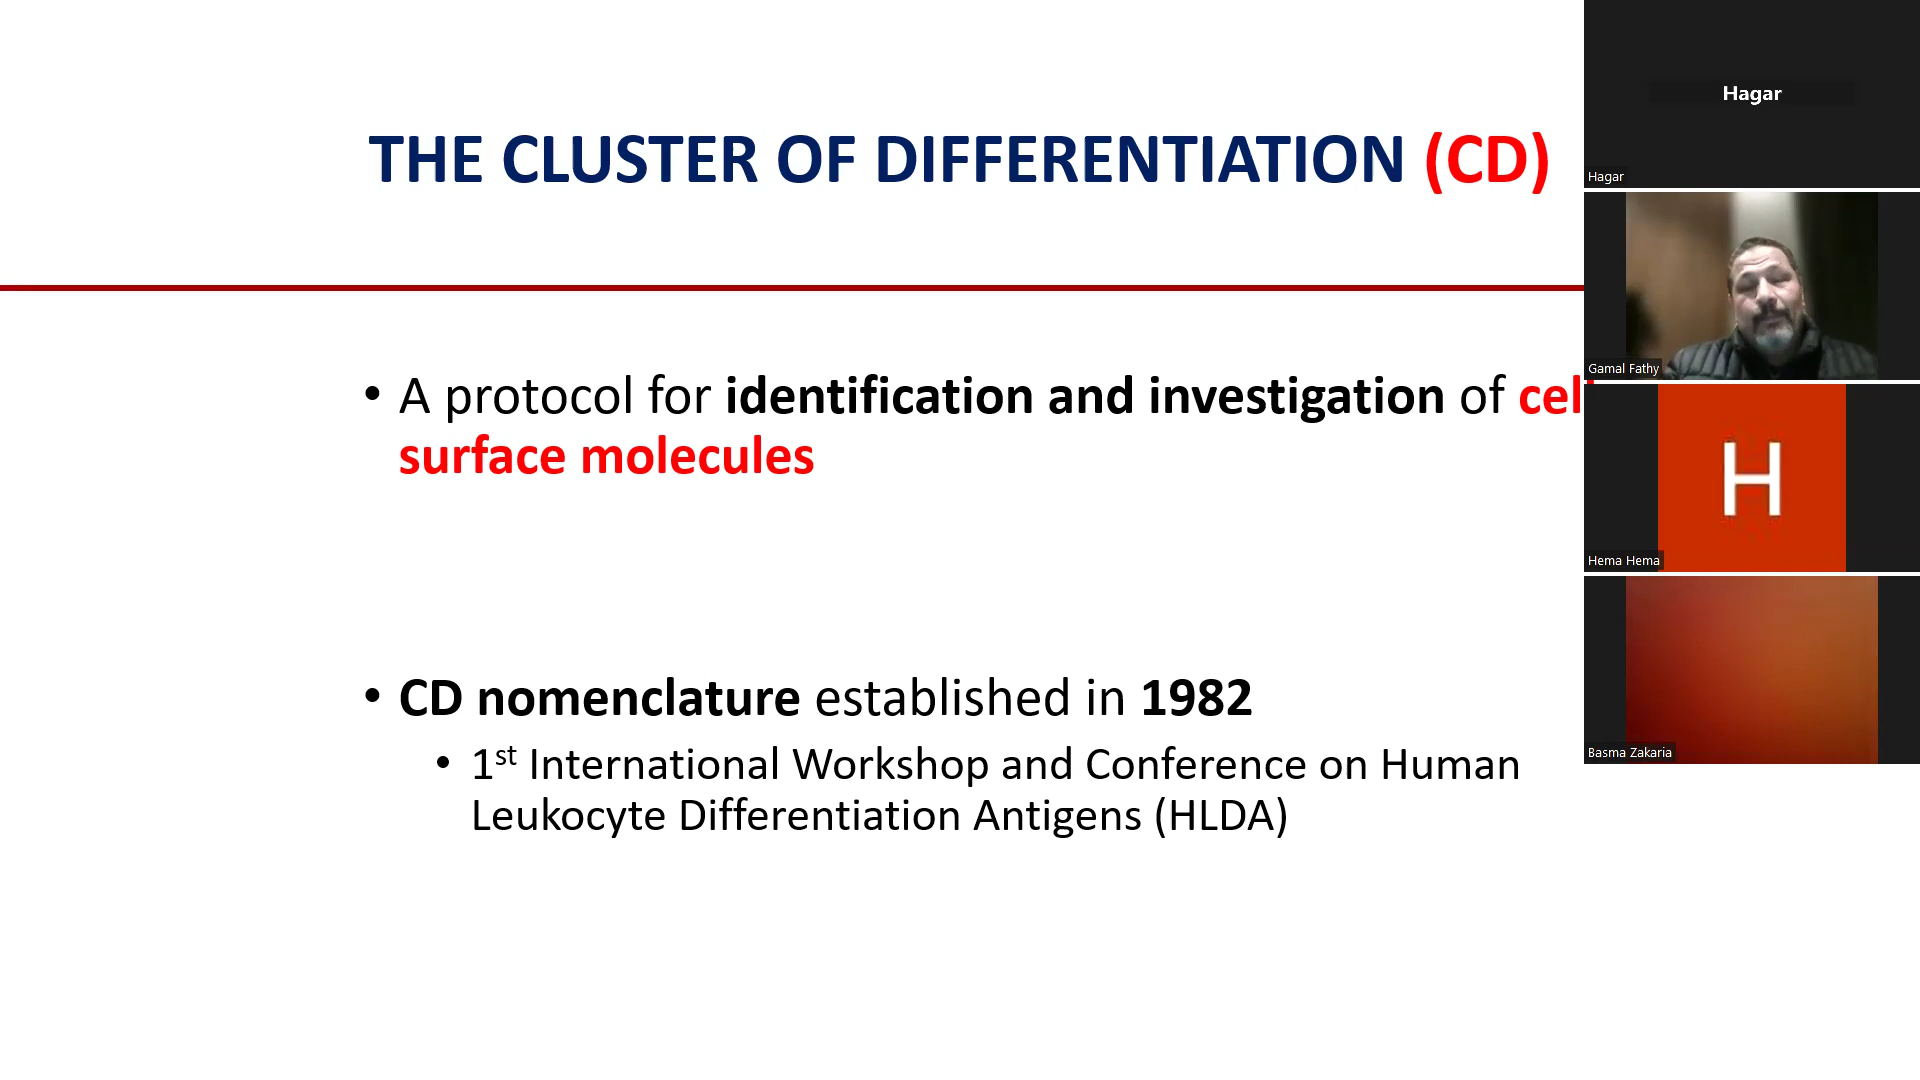 THE CLUSTER OF DIFFERENTIATION (CD)
• A protocol for identification and investigation of cell
surface molecules
• CD nomenclature established in 1982
• 1st International Workshop and Conference on Human
Leukocyte Differentiation Antigens (HLDA)
Hagar
Hagar
Gamal Fathy
H
Hema Hema
Basma Zakaria